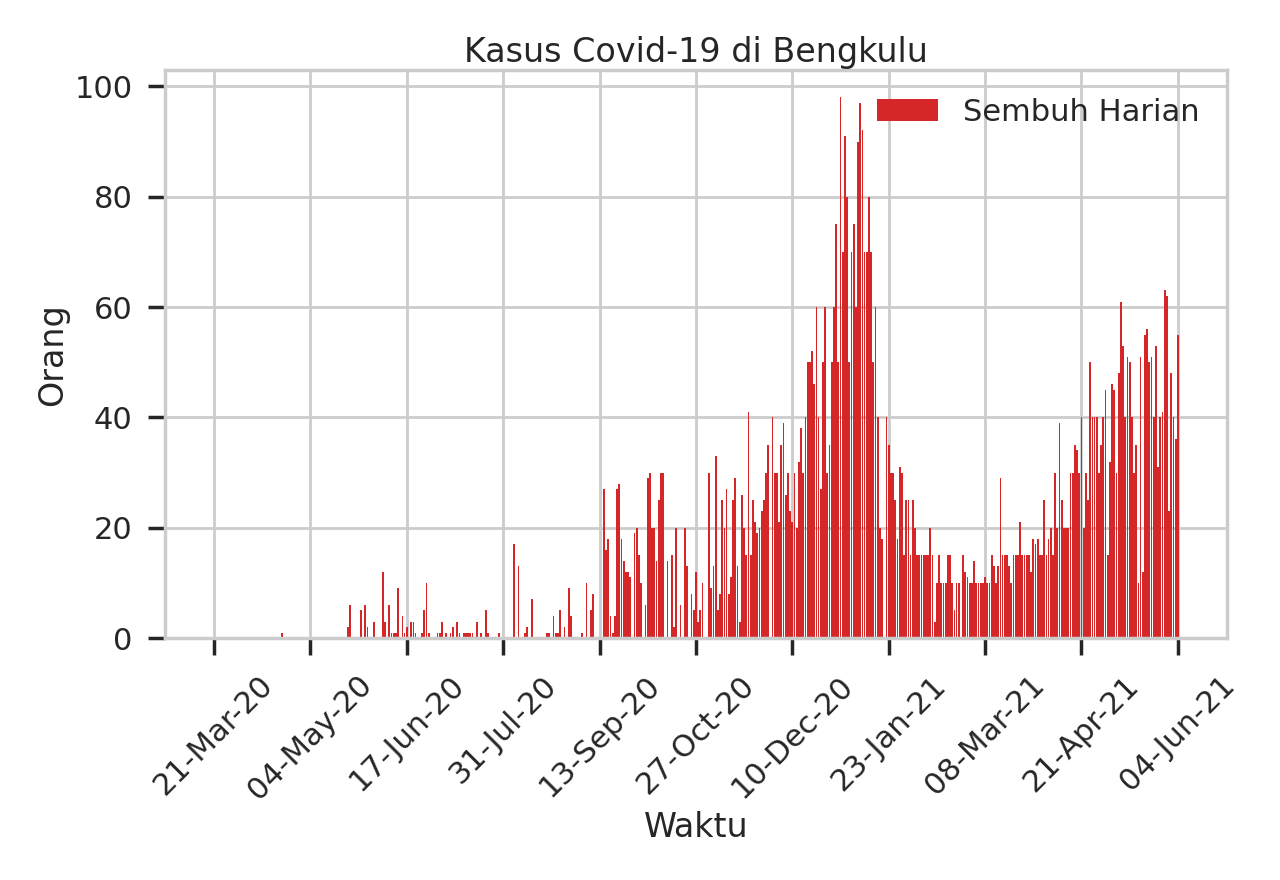 Kasus Covid-19 di Bengkulu
Sembuh Harian
Orang
100
80
60
40
20
0
21-Mar-20
04-May-20
17-Jun-20
31-Jul-20
13-Sep-20
27-Oct-20
10-Dec-20
23-Jan-21
08-Mar-21
21-Apr-21
04-Jun-21
Waktu